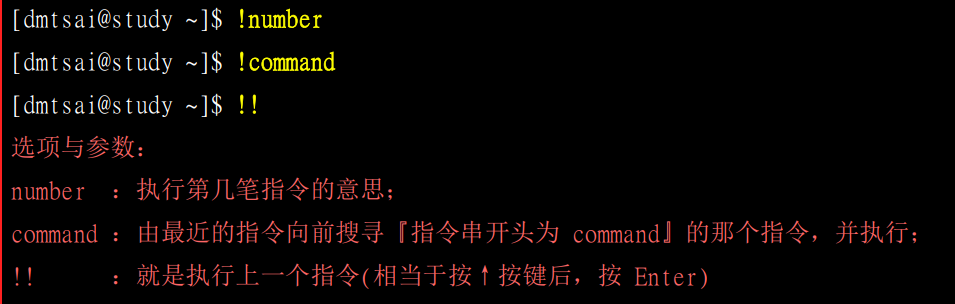 [dmtsai@study ~]$ !number
[dmtsai@study ~]$ !command
[dmtsai@study ~]$ !!
选项与参数：
number  ：执行第几笔指令的意思；
command ：由最近的指令向前搜寻『指令串开头为 command』的那个指令，并执行；
!!      ：就是执行上一个指令(相当于按↑按键后，按 Enter)